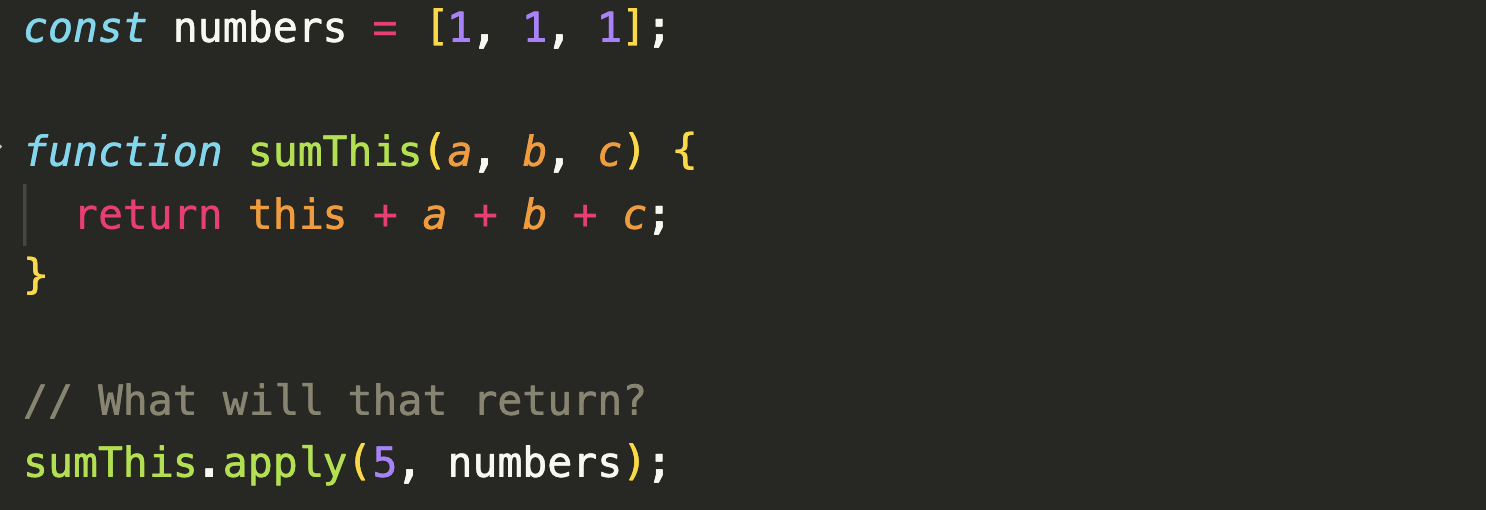 const numbers = [1, 1, 1];
function sumThis(a, b, c) {
return this + a + b + c;
}
// What will that return?
sumThis.apply(5, numbers);